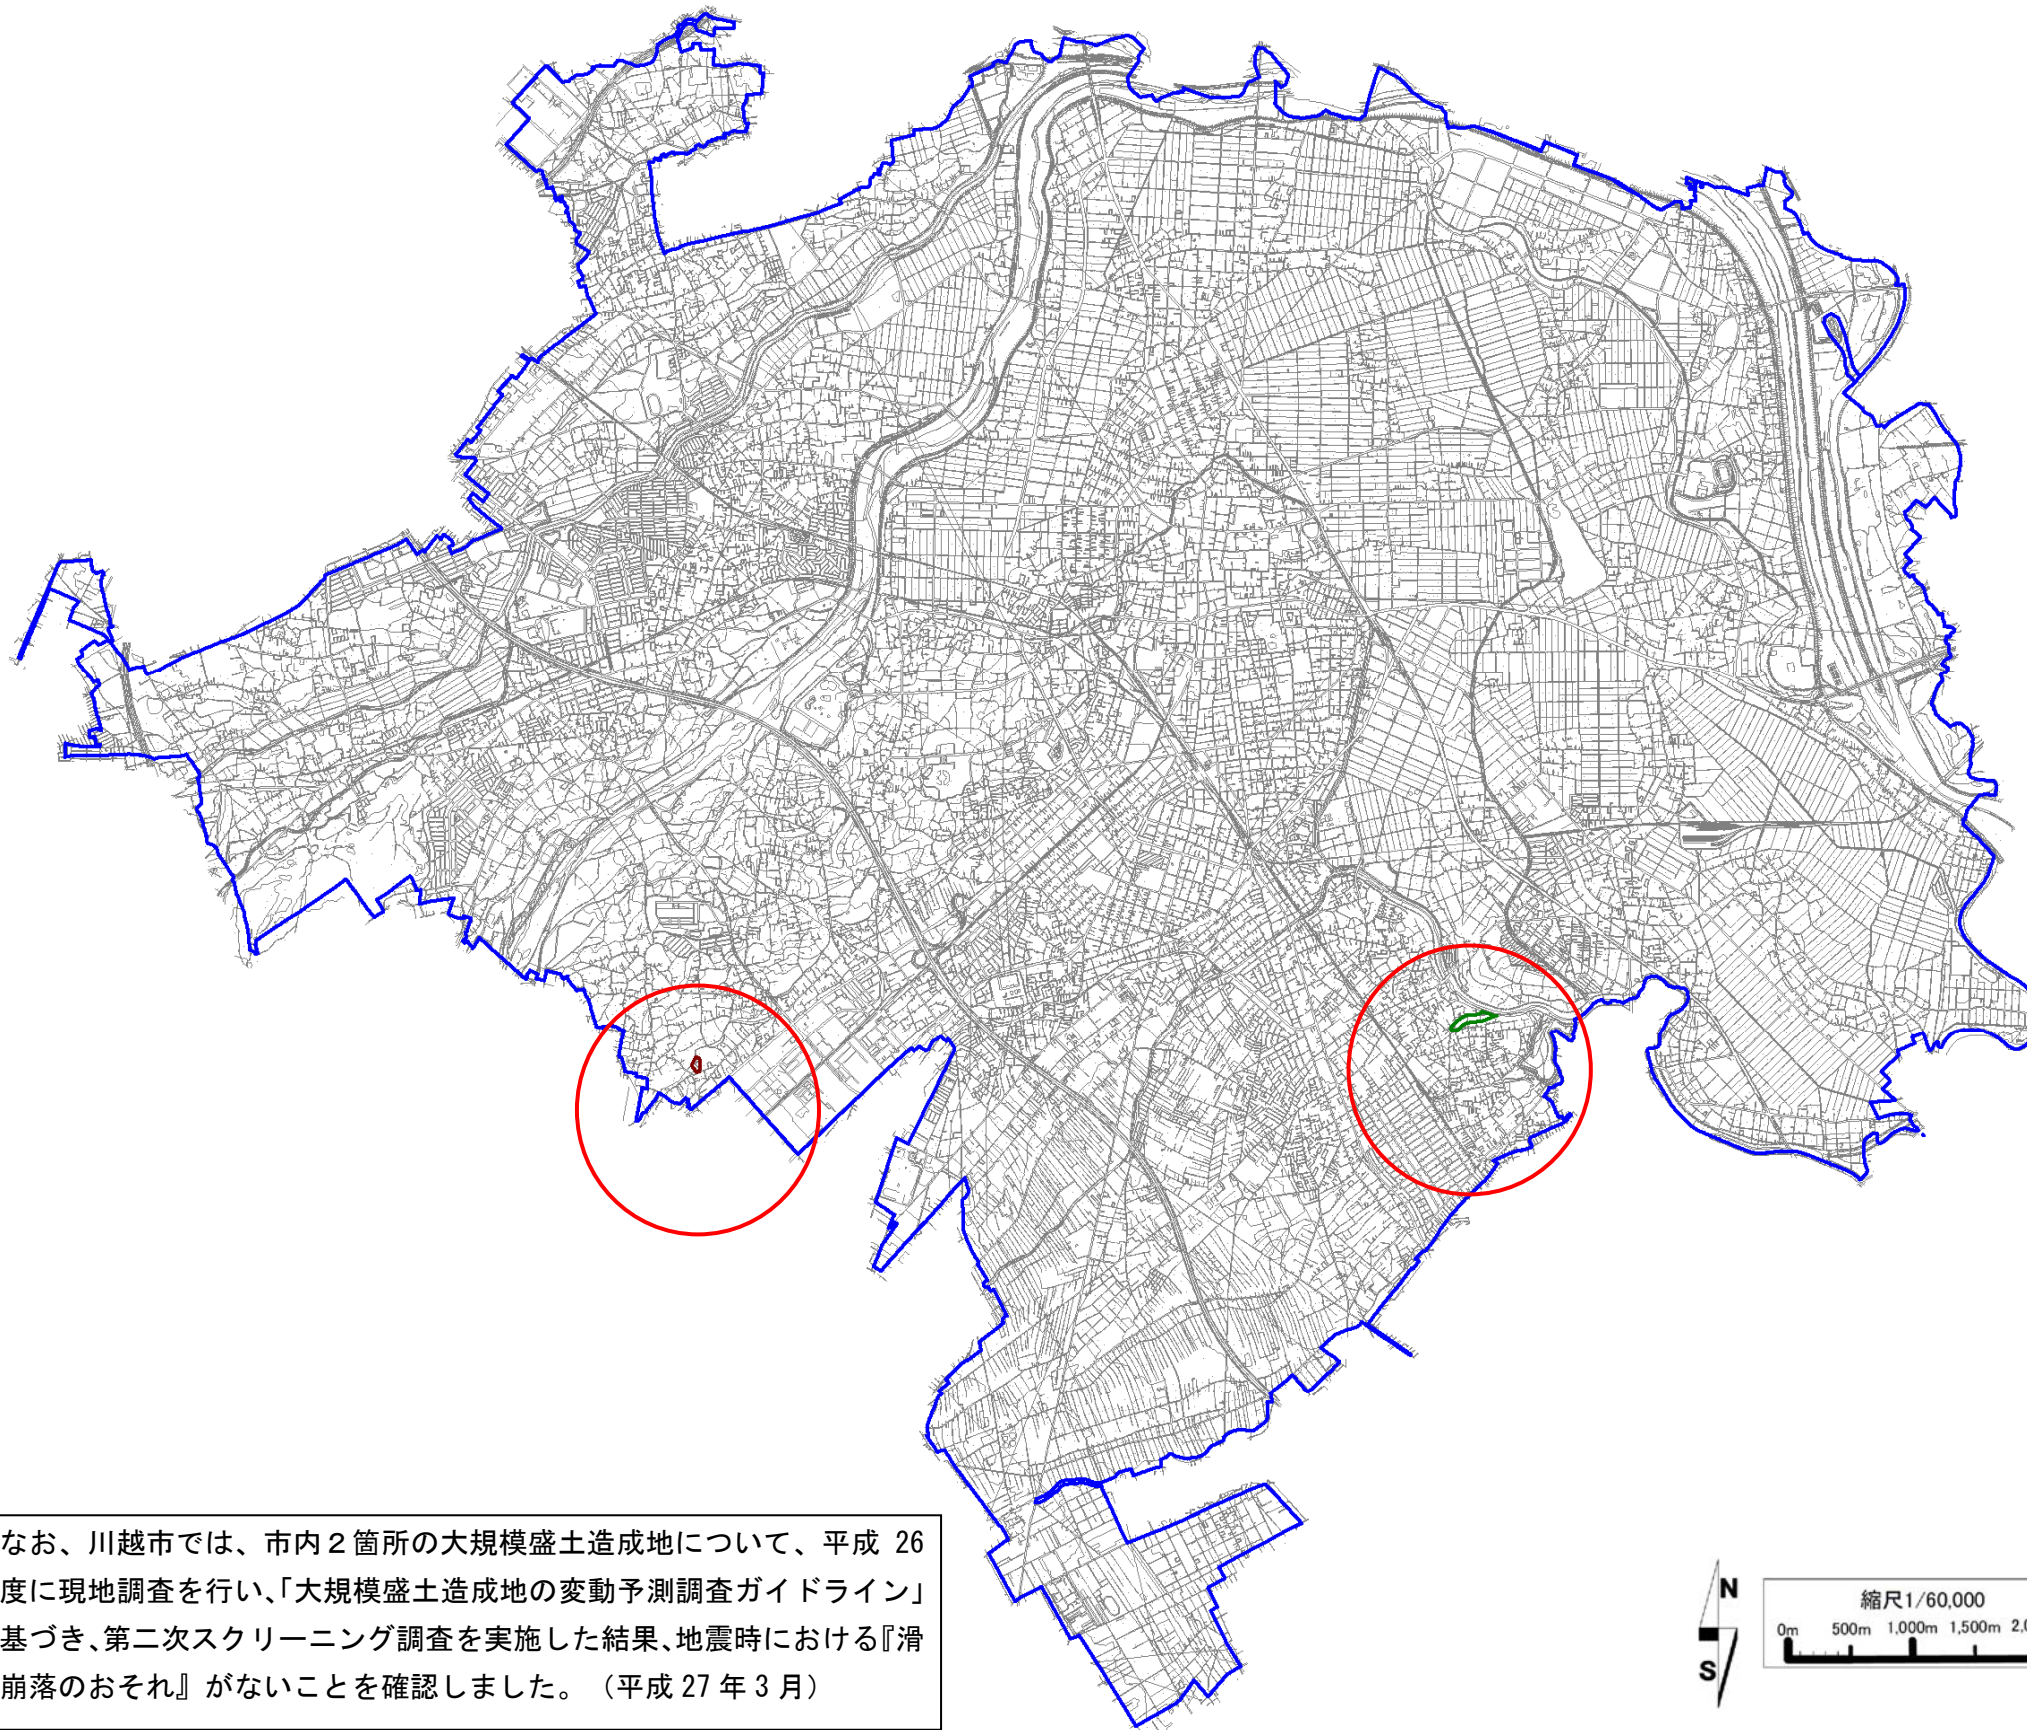 なお、川越市では、市内２箇所の大規模盛土造成地について、平成 26
度に現地調査を行い、「大規模盛土造成地の変動予測調査ガイドライン」
基づき、第二次スクリーニング調査を実施した結果、地震時における『滑
崩落のおそれ』がないことを確認しました。（平成 27 年 3 月）
N
S
縮尺1/60,000
0m 500m 1,000m 1,500m 2,0